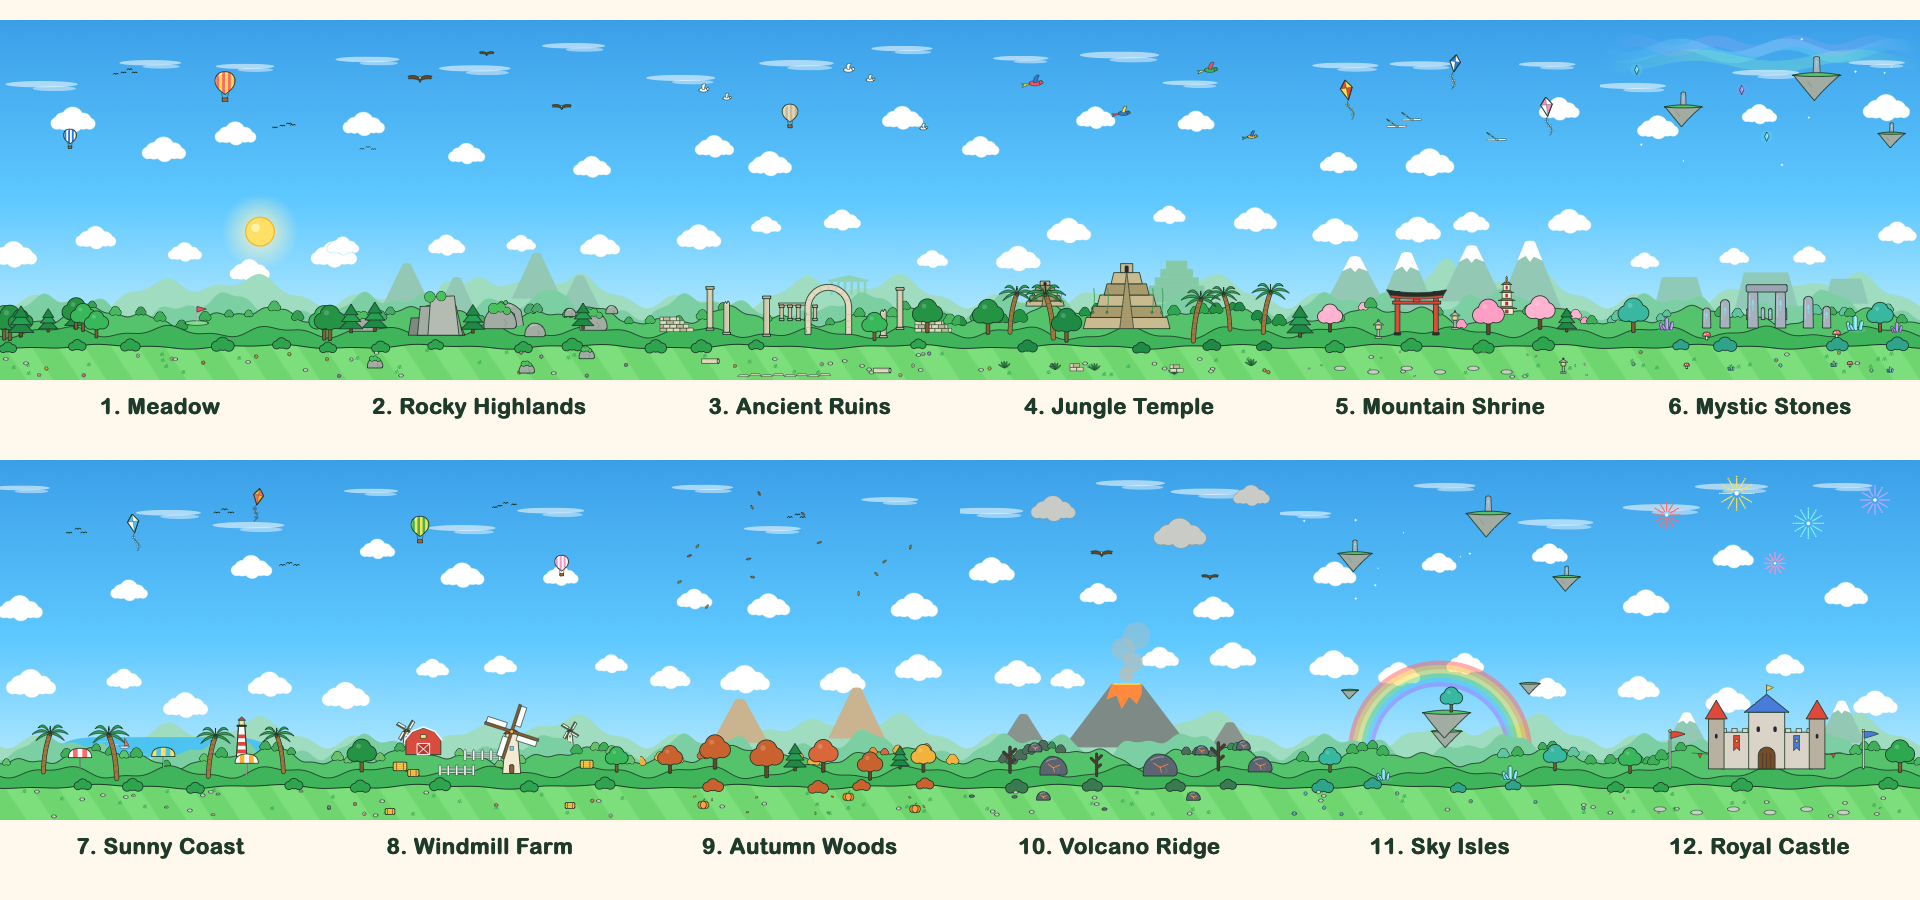 1. Meadow
2. Rocky Highlands
3. Ancient Ruins
4. Jungle Temple
5. Mountain Shrine
6. Mystic Stones
7. Sunny Coast
8. Windmill Farm
9. Autumn Woods
10. Volcano Ridge
11. Sky Isles
12. Royal Castle